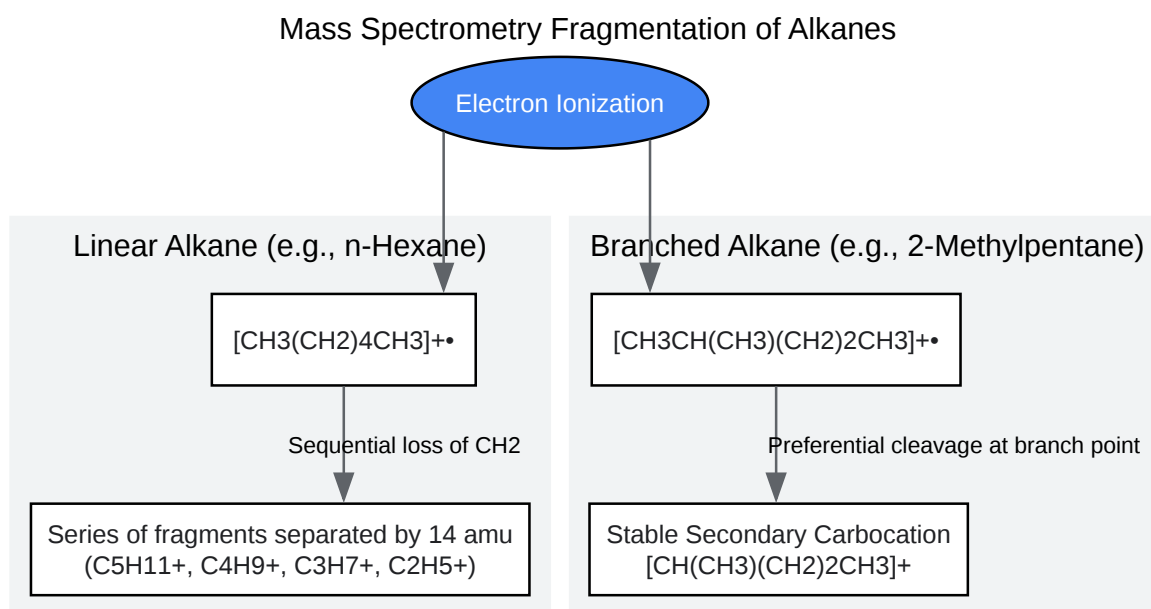 Mass Spectrometry Fragmentation of Alkanes
Electron Ionization
Linear Alkane (e.g., n-Hexane)
[CH3(CH2)4CH3]+•
Sequential loss of CH2
Series of fragments separated by 14 amu
(C5H11+, C4H9+, C3H7+, C2H5+)
Branched Alkane (e.g., 2-Methylpentane)
[CH3CH(CH3)(CH2)2CH3]+•
Preferential cleavage at branch point
Stable Secondary Carbocation
[CH(CH3)(CH2)2CH3]+